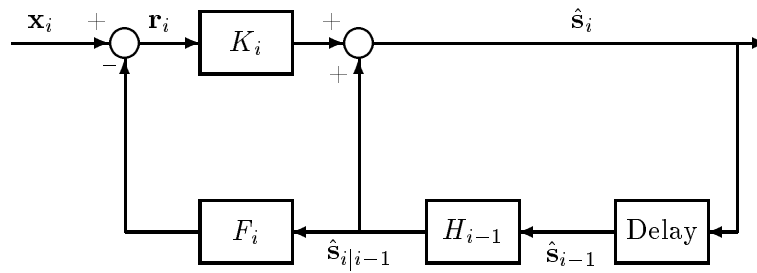 x_i + r_i K_i + ŝ_i
− +
F_i ŝ_{i|i−1} H_{i−1} ŝ_{i−1} Delay